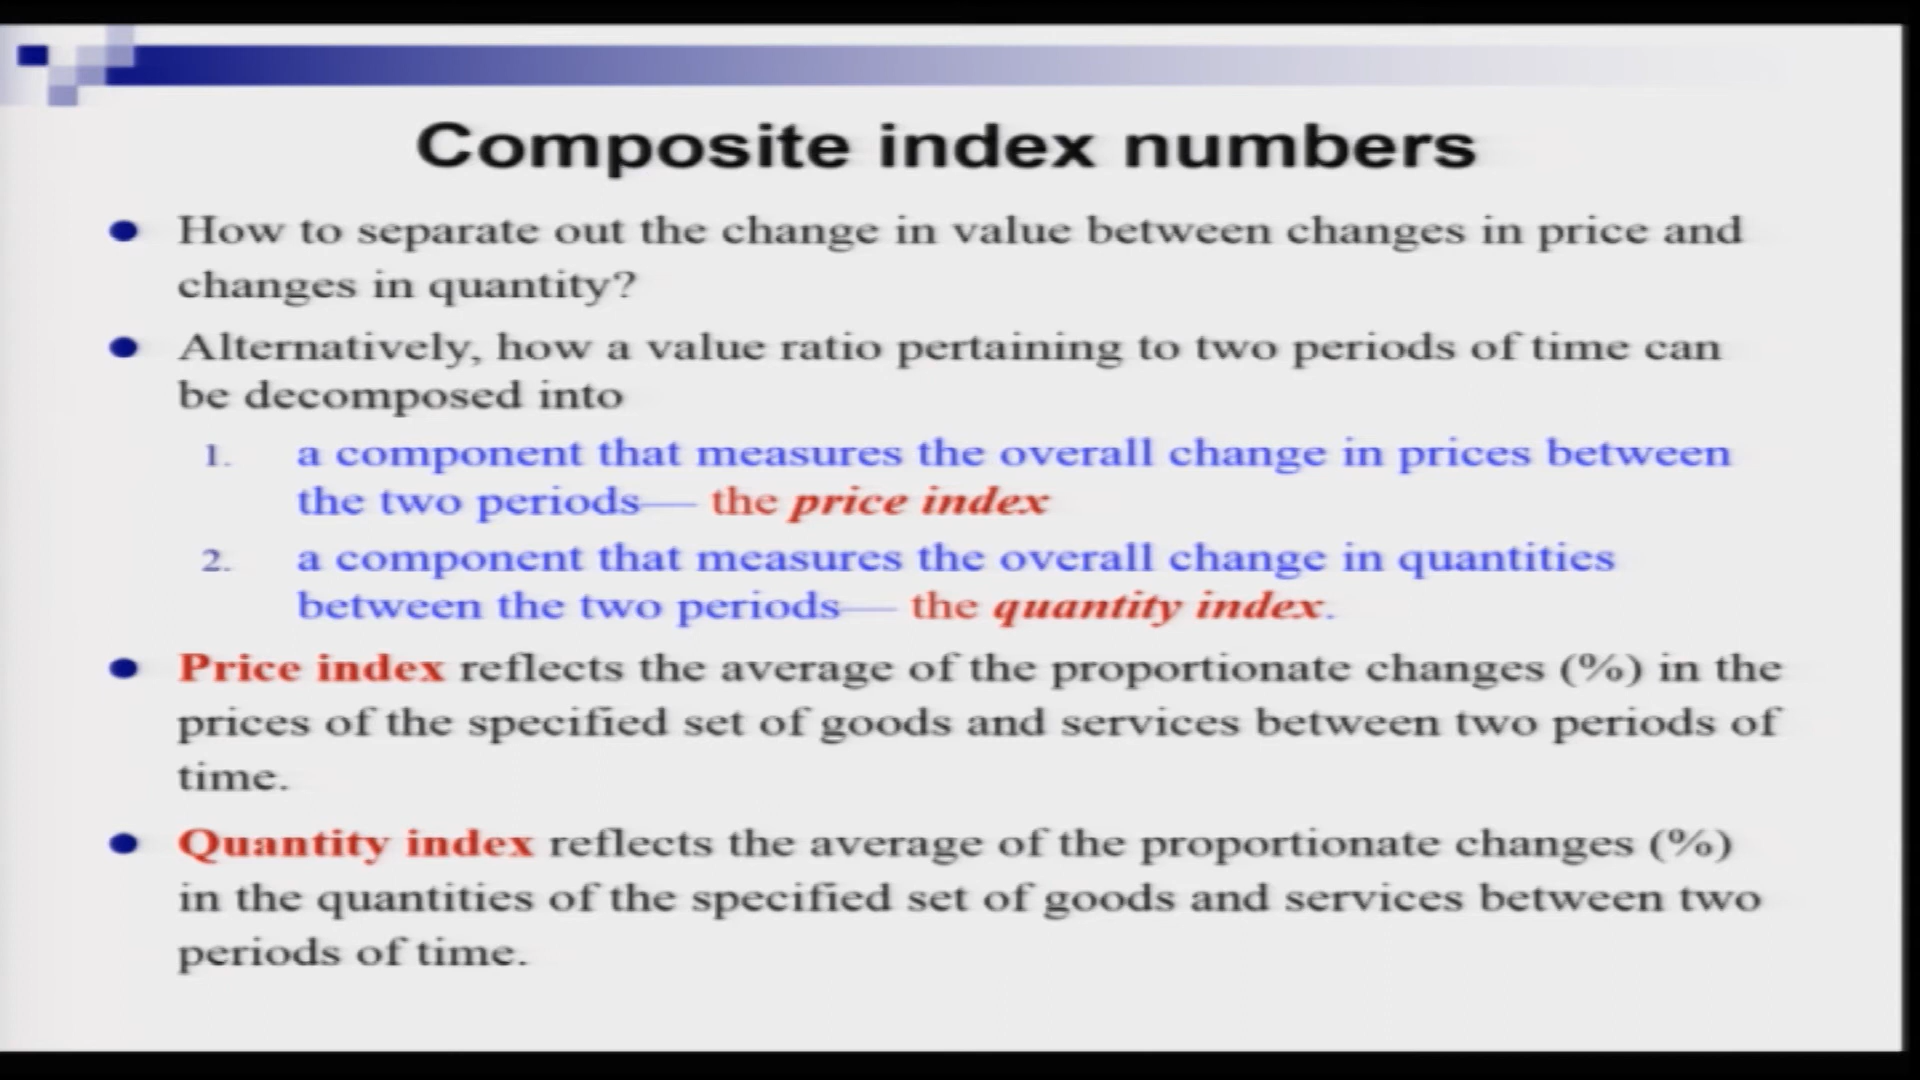 Composite index numbers
How to separate out the change in value between changes in price and
changes in quantity?
Alternatively, how a value ratio pertaining to two periods of time can
be decomposed into
1. a component that measures the overall change in prices between
the two periods— the price index
2. a component that measures the overall change in quantities
between the two periods— the quantity index.
Price index reflects the average of the proportionate changes (%) in the
prices of the specified set of goods and services between two periods of
time.
Quantity index reflects the average of the proportionate changes (%)
in the quantities of the specified set of goods and services between two
periods of time.